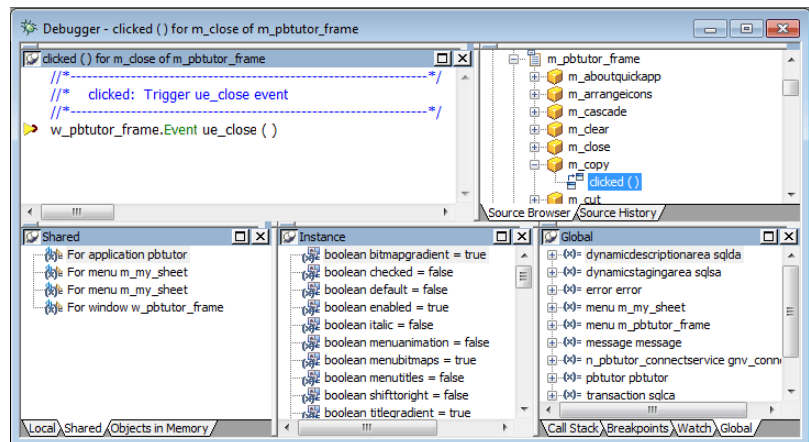 Debugger - clicked ( ) for m_close of m_pbtutor_frame
clicked ( ) for m_close of m_pbtutor_frame
//*-----------------------------------------------------------------*/
//*    clicked:  Trigger ue_close event
//*-----------------------------------------------------------------*/
w_pbtutor_frame.Event ue_close ( )
m_pbtutor_frame
m_aboutquickapp
m_arrangeicons
m_cascade
m_clear
m_close
m_copy
clicked ( )
m_cut
Source Browser Source History
Shared
For application pbtutor
For menu m_my_sheet
For menu m_my_sheet
For window w_pbtutor_frame
Local Shared Objects in Memory
Instance
boolean bitmapgradient = true
boolean checked = false
boolean default = false
boolean enabled = true
boolean italic = false
boolean menuanimation = false
boolean menubitmaps = true
boolean menutitles = false
boolean shifttoright = false
boolean titlegradient = true
Global
(x)= dynamicdescriptionarea sqlda
(x)= dynamicstagingarea sqlsa
(x)= error error
(x)= menu m_my_sheet
(x)= menu m_pbtutor_frame
(x)= message message
(x)= n_pbtutor_connectservice gnv_conn
(x)= pbtutor pbtutor
(x)= transaction sqlca
Call Stack Breakpoints Watch Global